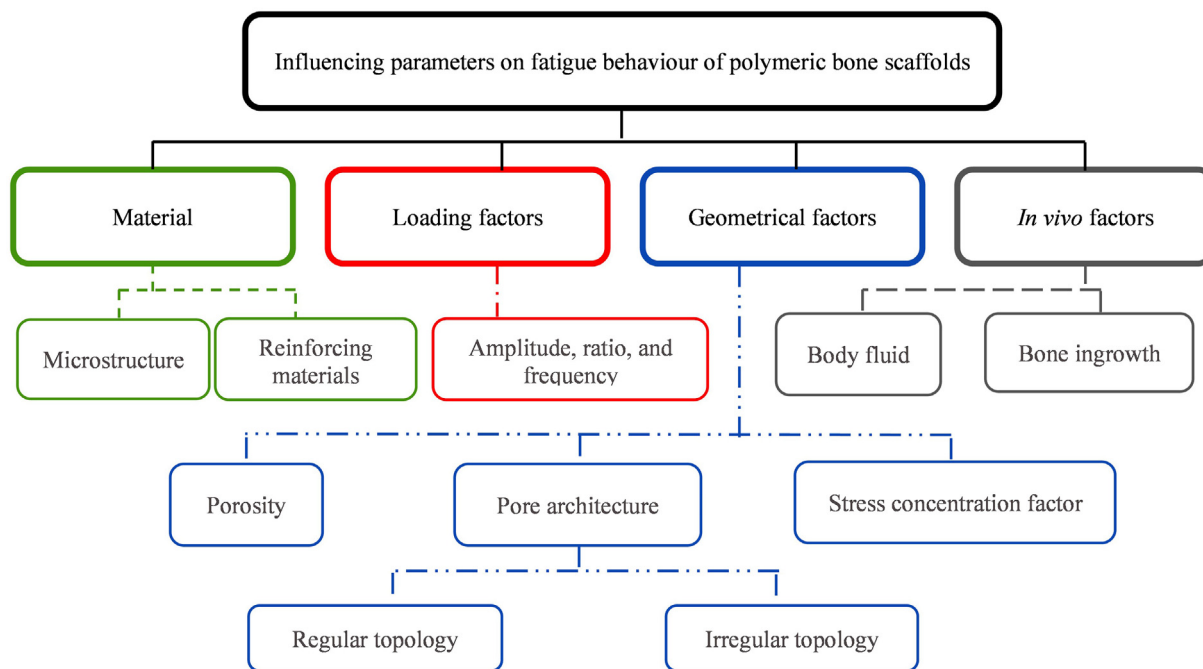 Influencing parameters on fatigue behaviour of polymeric bone scaffolds
Material
Loading factors
Geometrical factors
In vivo factors
Microstructure
Reinforcing
materials
Amplitude, ratio, and
frequency
Body fluid
Bone ingrowth
Porosity
Pore architecture
Stress concentration factor
Regular topology
Irregular topology